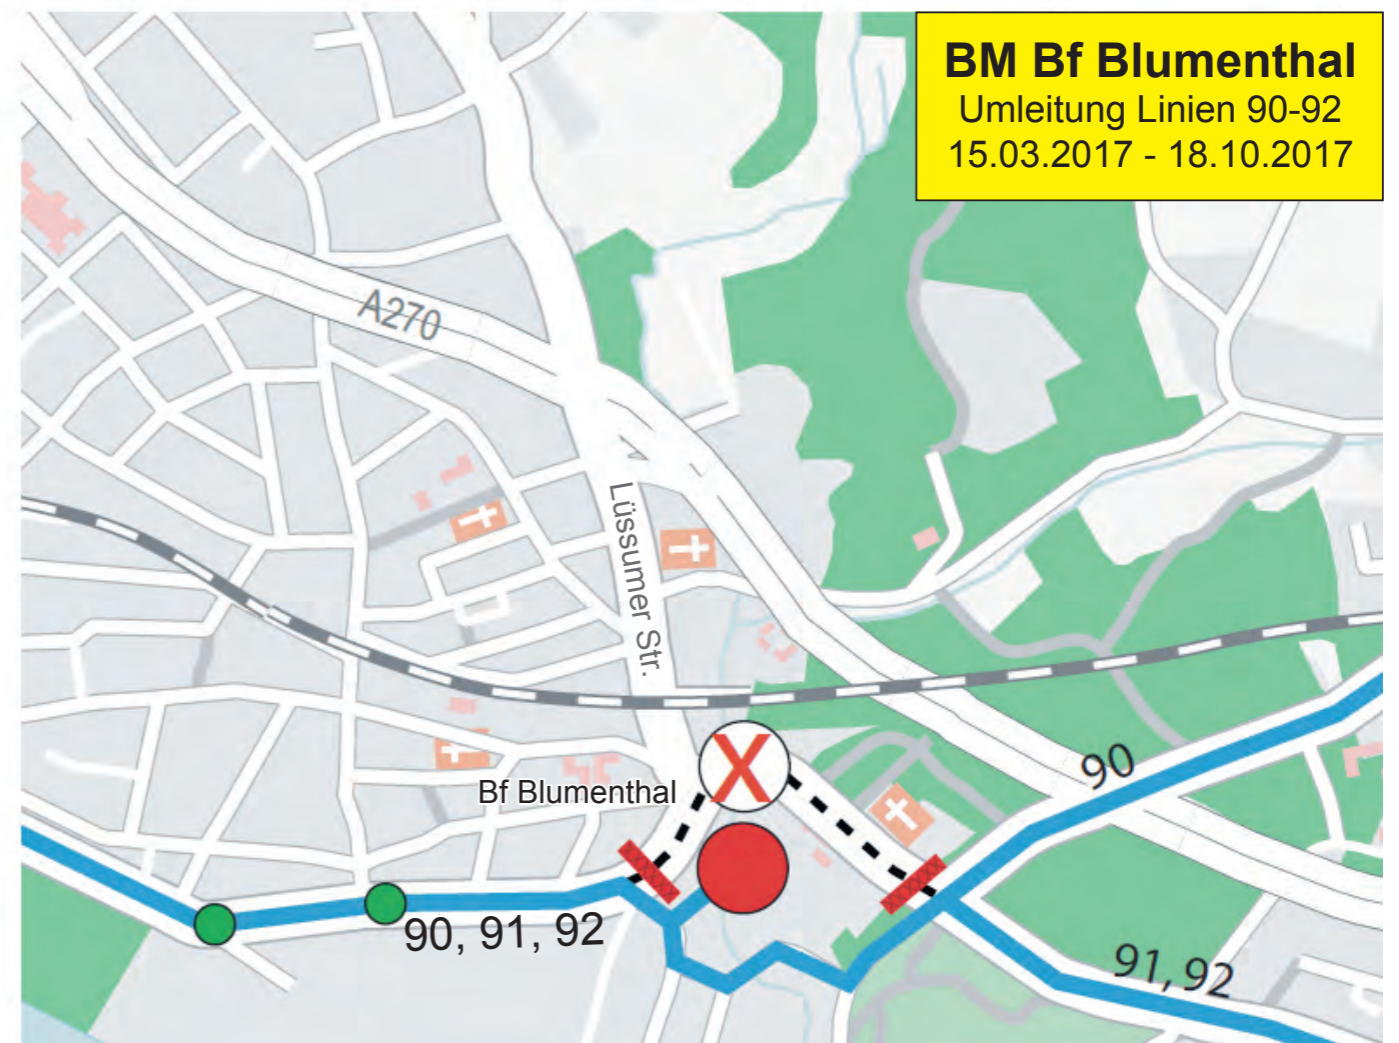 BM Bf Blumenthal
Umleitung Linien 90-92
15.03.2017 - 18.10.2017
A270
Lüssumer Str.
X
Bf Blumenthal
90
90, 91, 92
91, 92